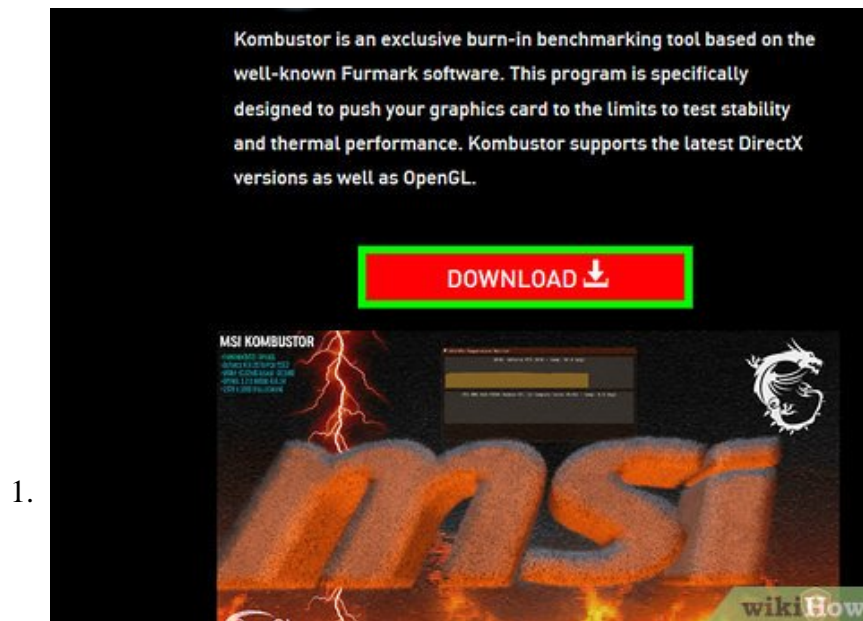 Kombustor is an exclusive burn-in benchmarking tool based on the
well-known Furmark software. This program is specifically
designed to push your graphics card to the limits to test stability
and thermal performance. Kombustor supports the latest DirectX
versions as well as OpenGL.
DOWNLOAD
MSI KOMBUSTOR
msi
1.
wikiHow